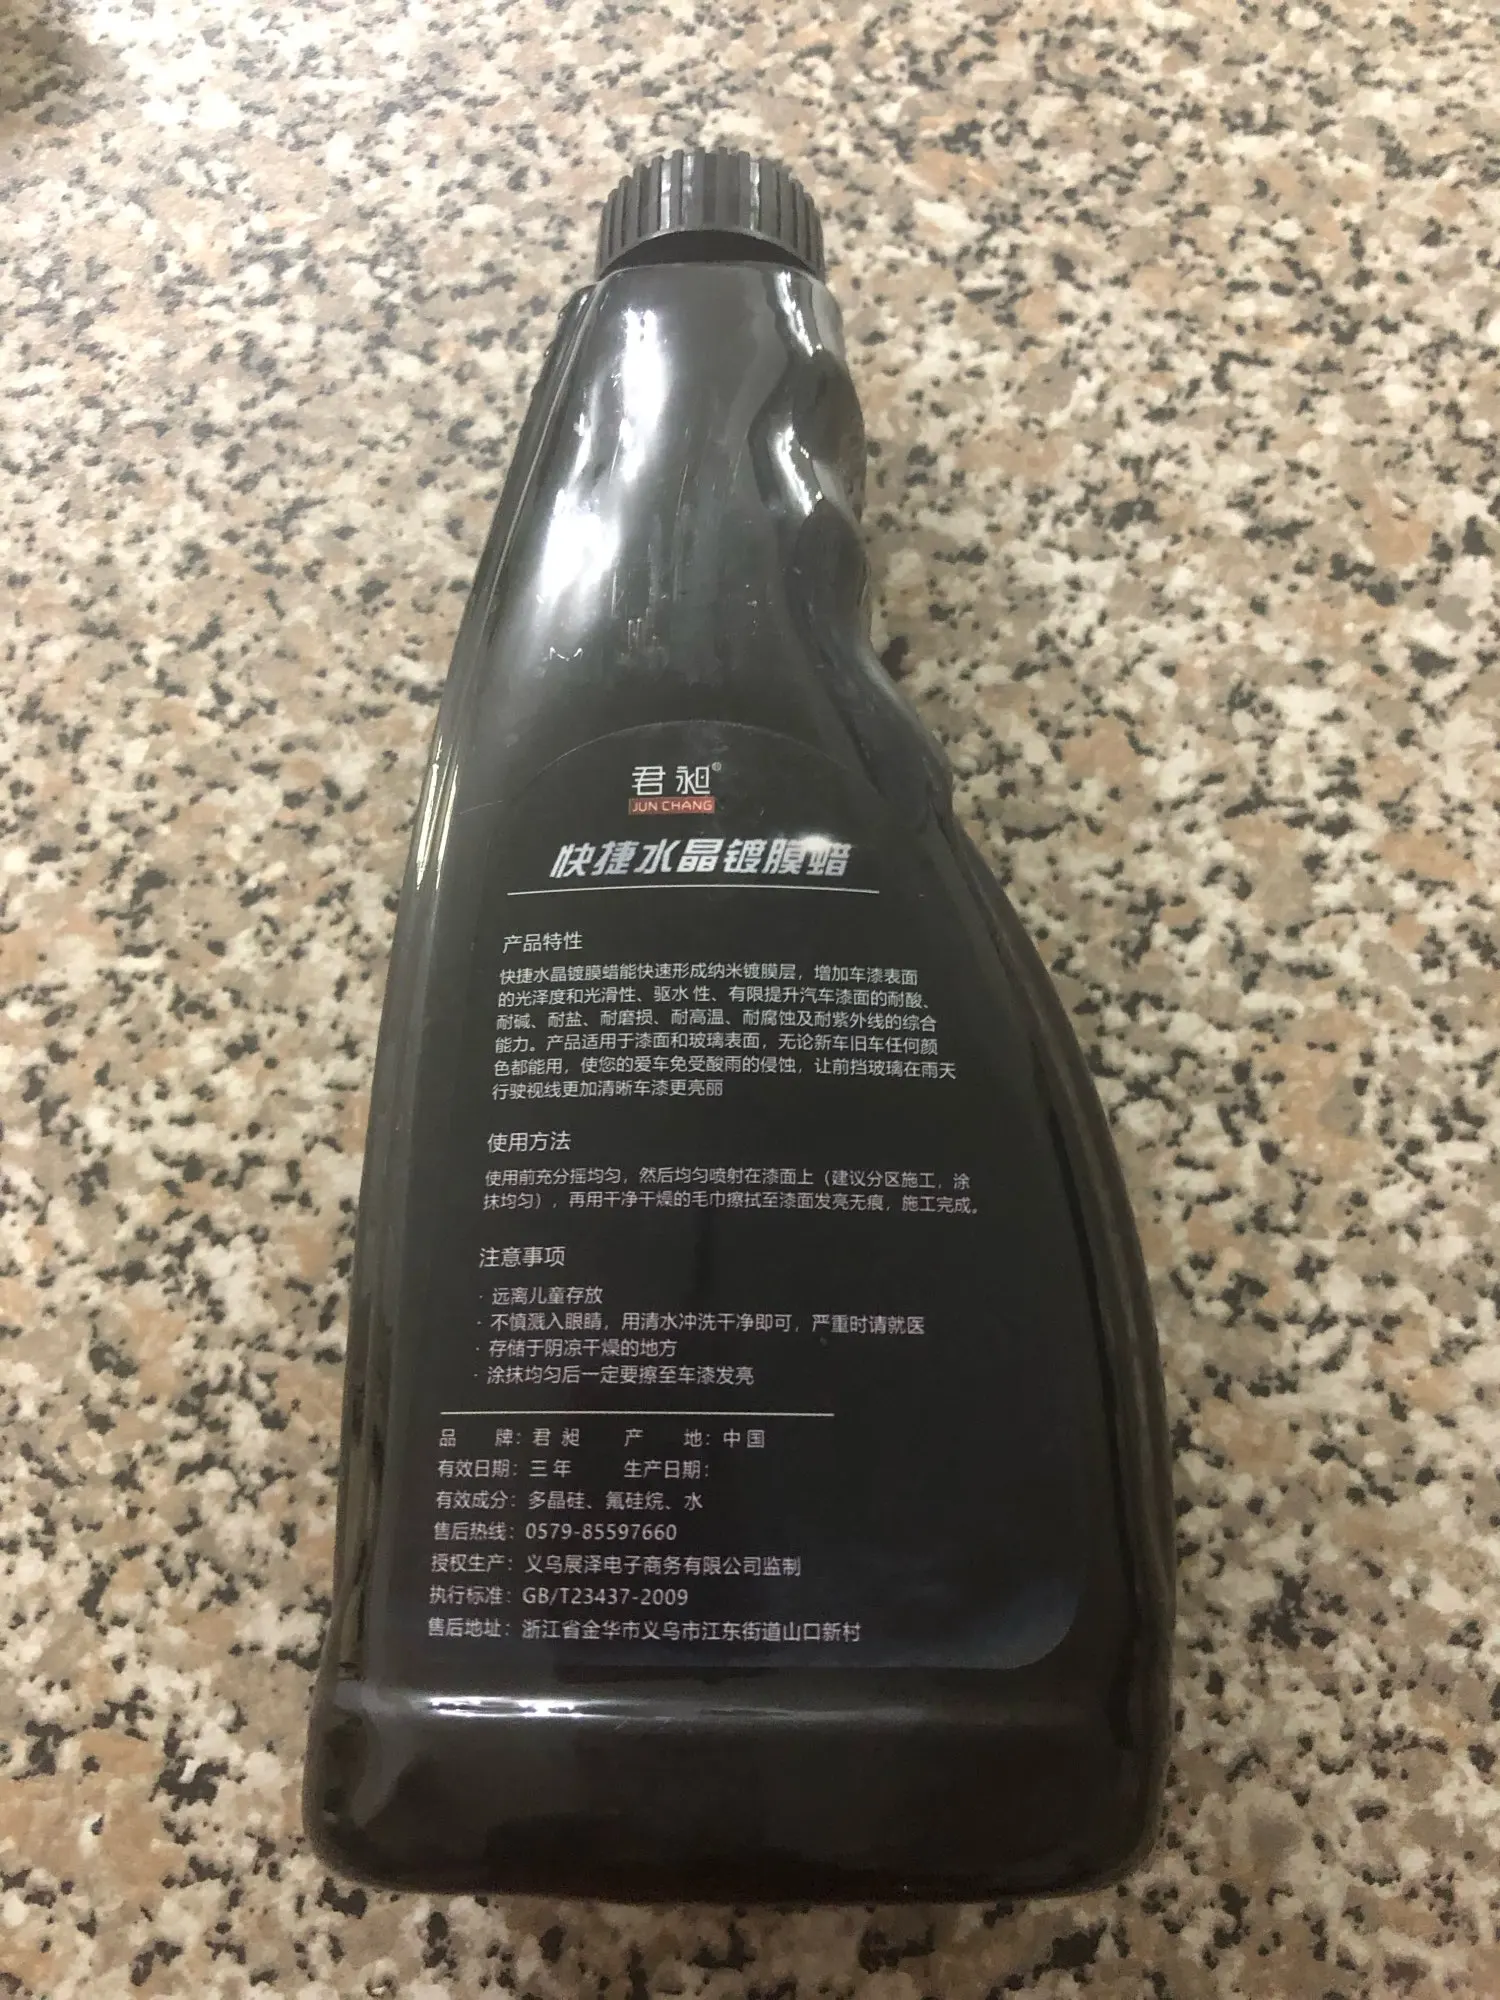 君昶®
JUN CHANG
快捷水晶镀膜蜡
产品特性
快捷水晶镀膜蜡能快速形成纳米镀膜层，增加车漆表面
的光泽度和光滑性、驱水性、有限提升汽车漆面的耐酸、
耐碱、耐盐、耐磨损、耐高温、耐腐蚀及耐紫外线的综合
能力。产品适用于漆面和玻璃表面，无论新车旧车任何颜
色都能用，使您的爱车免受酸雨的侵蚀，让前挡玻璃在雨天
行驶视线更加清晰车漆更亮丽
使用方法
使用前充分摇均匀，然后均匀喷射在漆面上（建议分区施工，涂
抹均匀），再用干净干燥的毛巾擦拭至漆面发亮无痕，施工完成。
注意事项
· 远离儿童存放
· 不慎溅入眼睛，用清水冲洗干净即可，严重时请就医
· 存储于阴凉干燥的地方
· 涂抹均匀后一定要擦至车漆发亮
品 牌：君 昶 产 地：中 国
有效日期：三 年 生产日期：
有效成分：多晶硅、氟硅烷、水
售后热线：0579-85597660
授权生产：义乌展泽电子商务有限公司监制
执行标准：GB/T23437-2009
售后地址：浙江省金华市义乌市江东街道山口新村